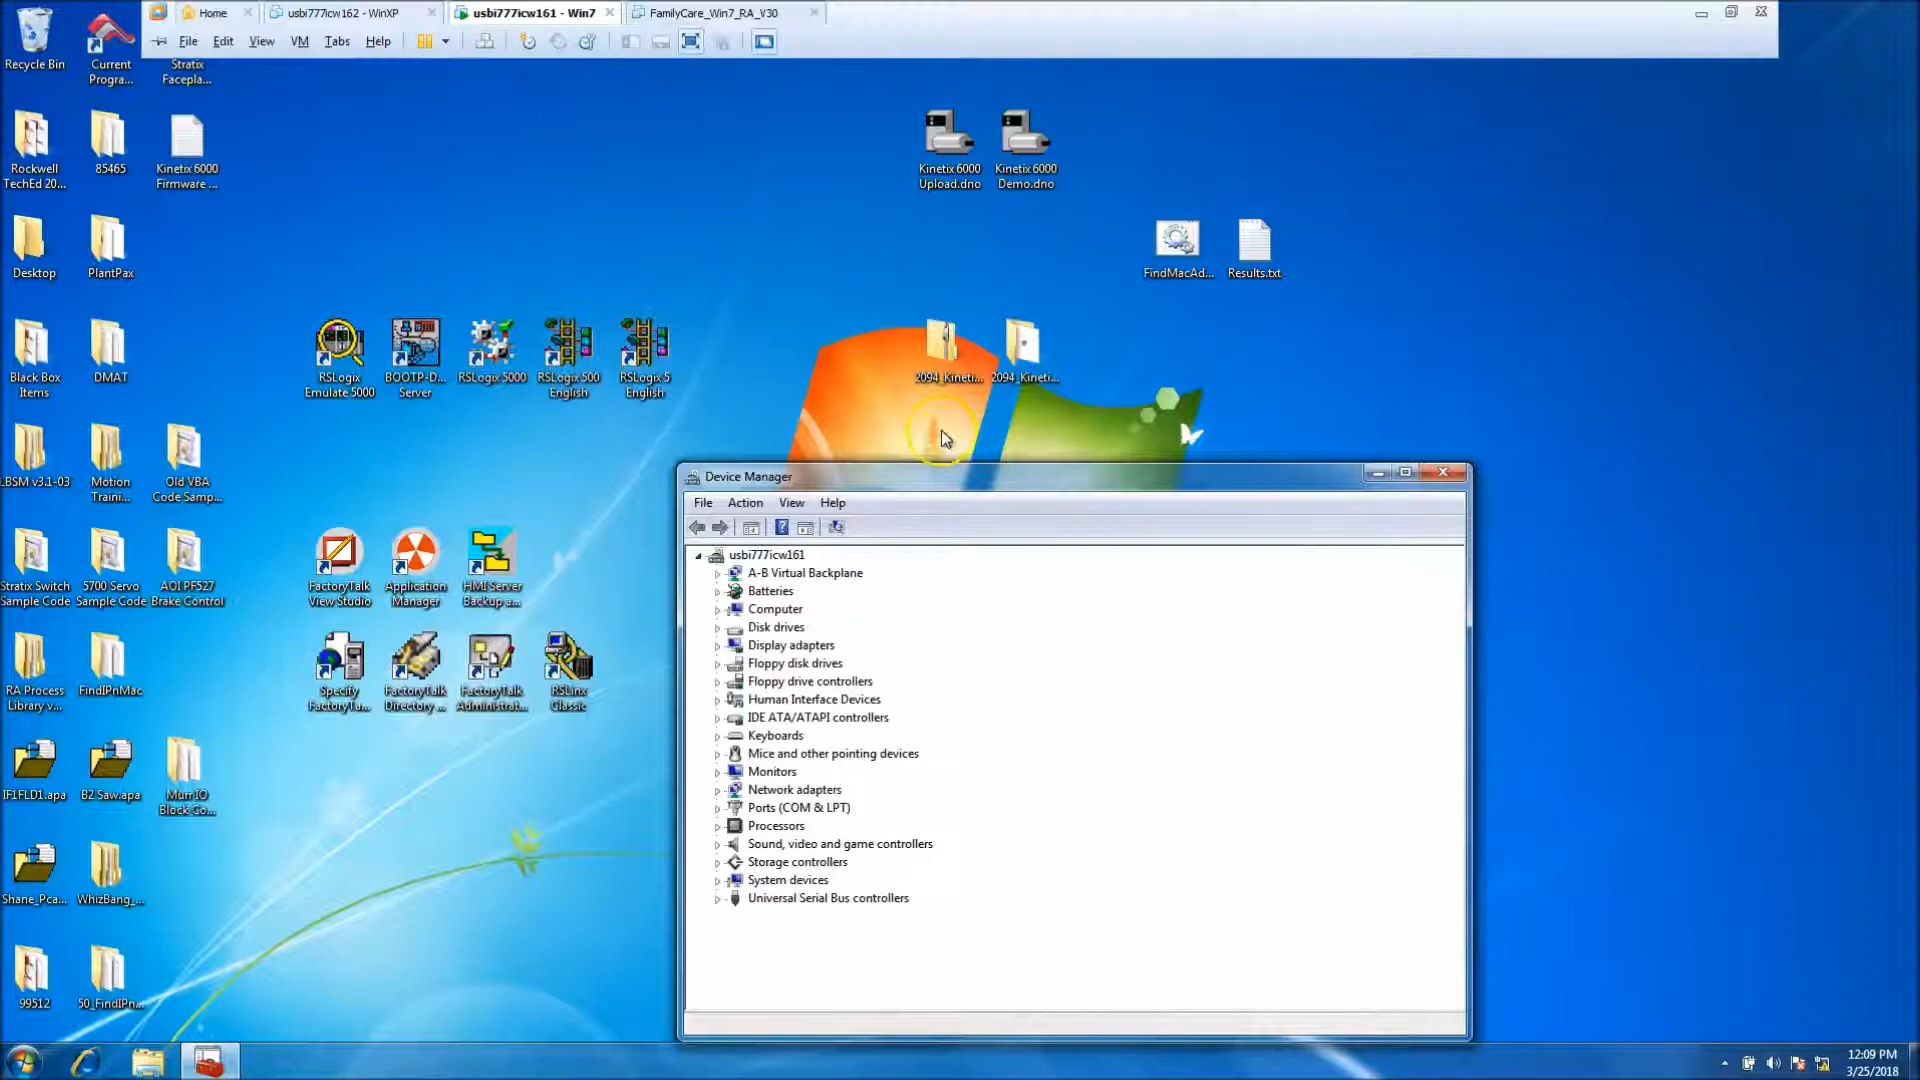 Home
usbi777icw162 - WinXP
usbi777icw161 - Win7
FamilyCare_Win7_RA_V30
File Edit View VM Tabs Help
Recycle Bin
Current
Progra...
Stratix
Facepla...
Rockwell
TechEd 20...
85465
Kinetix 6000
Firmware ...
Kinetix 6000
Upload.dno
Kinetix 6000
Demo.dno
Desktop
PlantPax
FindMacAd...
Results.txt
Black Box
Items
DMAT
RSLogix
Emulate 5000
BOOTP-D...
Server
RSLogix 5000
RSLogix 500
English
RSLogix 5
English
2094_Kineti...
2094_Kineti...
LBSM v3.1-03
Motion
Traini...
Old VBA
Code Samp...
Stratix Switch
Sample Code
5700 Servo
Sample Code
AOI PF527
Brake Control
FactoryTalk
View Studio
Application
Manager
HMI Server
Backup a...
RA Process
Library v...
FindIPnMac
Specify
FactoryTa...
FactoryTalk
Directory ...
FactoryTalk
Administrat...
RSLinx
Classic
IF1FLD1.apa
B2 Saw.apa
Murr IO
Block Co...
Shane_Pca...
WhizBang_...
99512
50_FindIPn...
Device Manager
File Action View Help
usbi777icw161
A-B Virtual Backplane
Batteries
Computer
Disk drives
Display adapters
Floppy disk drives
Floppy drive controllers
Human Interface Devices
IDE ATA/ATAPI controllers
Keyboards
Mice and other pointing devices
Monitors
Network adapters
Ports (COM & LPT)
Processors
Sound, video and game controllers
Storage controllers
System devices
Universal Serial Bus controllers
12:09 PM
3/25/2018